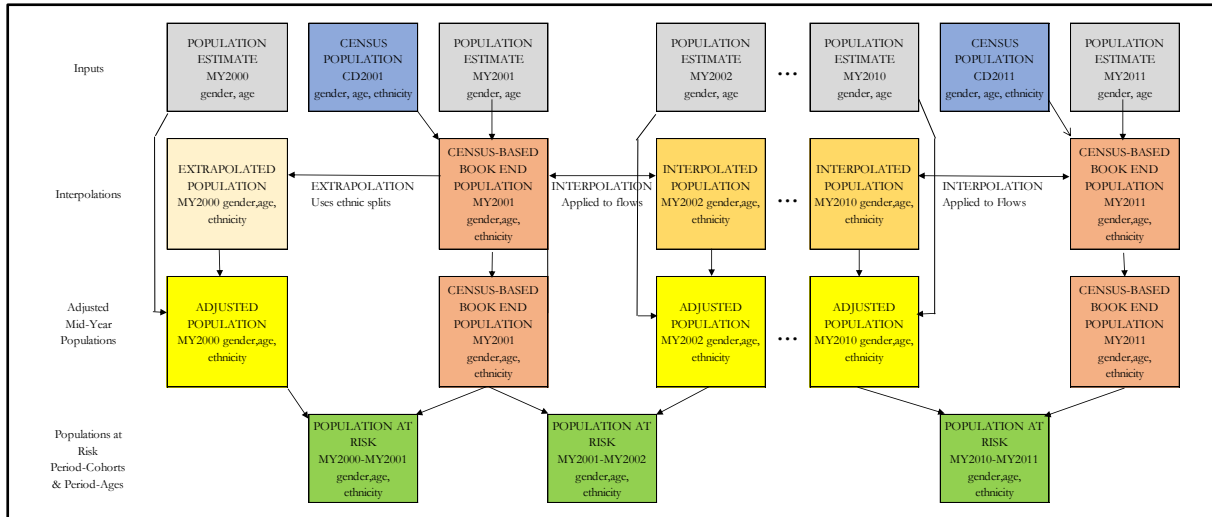 Inputs
POPULATION
ESTIMATE
MY2000
gender, age
CENSUS
POPULATION
CD2001
gender, age, ethnicity
POPULATION
ESTIMATE
MY2001
gender, age
POPULATION
ESTIMATE
MY2002
gender, age
...
POPULATION
ESTIMATE
MY2010
gender, age
CENSUS
POPULATION
CD2011
gender, age, ethnicity
POPULATION
ESTIMATE
MY2011
gender, age
Interpolations
EXTRAPOLATED
POPULATION
MY2000 gender,age,
ethnicity
EXTRAPOLATION
Uses ethnic splits
CENSUS-BASED
BOOK END
POPULATION
MY2001
gender,age,
ethnicity
INTERPOLATION
Applied to flows
INTERPOLATED
POPULATION
MY2002 gender,age,
ethnicity
...
INTERPOLATED
POPULATION
MY2010 gender,age,
ethnicity
INTERPOLATION
Applied to Flows
CENSUS-BASED
BOOK END
POPULATION
MY2011
gender,age,
ethnicity
Adjusted
Mid-Year
Populations
ADJUSTED
POPULATION
MY2000 gender,age,
ethnicity
CENSUS-BASED
BOOK END
POPULATION
MY2001
gender,age,
ethnicity
ADJUSTED
POPULATION
MY2002 gender,age,
ethnicity
...
ADJUSTED
POPULATION
MY2010 gender,age,
ethnicity
CENSUS-BASED
BOOK END
POPULATION
MY2011
gender,age,
ethnicity
Populations at
Risk
Period-Cohorts
& Period-Ages
POPULATION AT
RISK
MY2000-MY2001
gender,age,
ethnicity
POPULATION AT
RISK
MY2001-MY2002
gender,age,
ethnicity
POPULATION AT
RISK
MY2010-MY2011
gender,age,
ethnicity